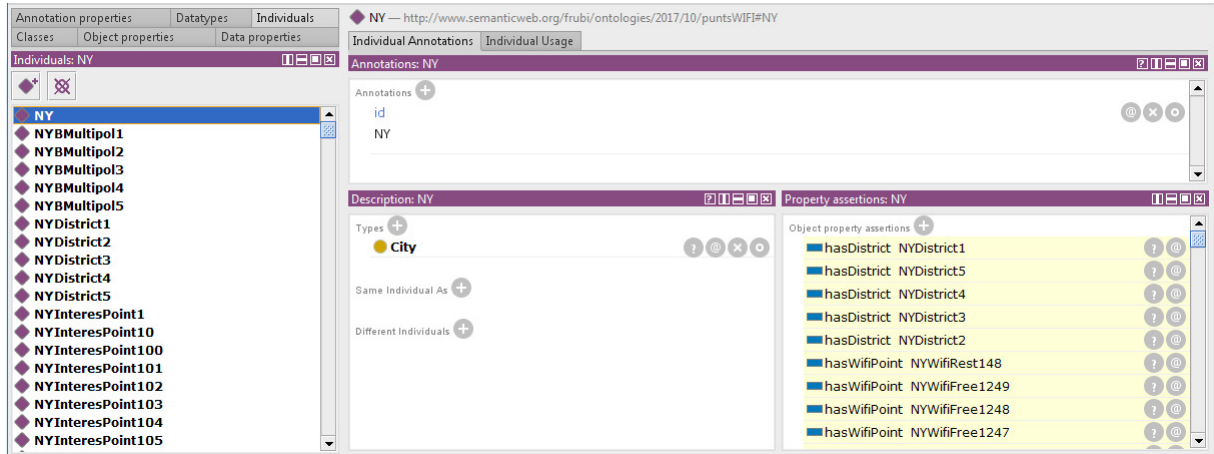 Annotation properties Datatypes Individuals
Classes Object properties Data properties
Individuals: NY
NY
NYBMultipol1
NYBMultipol2
NYBMultipol3
NYBMultipol4
NYBMultipol5
NYDistrict1
NYDistrict2
NYDistrict3
NYDistrict4
NYDistrict5
NYInteresPoint1
NYInteresPoint10
NYInteresPoint100
NYInteresPoint101
NYInteresPoint102
NYInteresPoint103
NYInteresPoint104
NYInteresPoint105
NY — http://www.semanticweb.org/frubi/ontologies/2017/10/puntsWIFI#NY
Individual Annotations Individual Usage
Annotations: NY
Annotations
id
NY
Description: NY
Types
City
Same Individual As
Different Individuals
Property assertions: NY
Object property assertions
hasDistrict NYDistrict1
hasDistrict NYDistrict5
hasDistrict NYDistrict4
hasDistrict NYDistrict3
hasDistrict NYDistrict2
hasWifiPoint NYWifiRest148
hasWifiPoint NYWifiFree1249
hasWifiPoint NYWifiFree1248
hasWifiPoint NYWifiFree1247